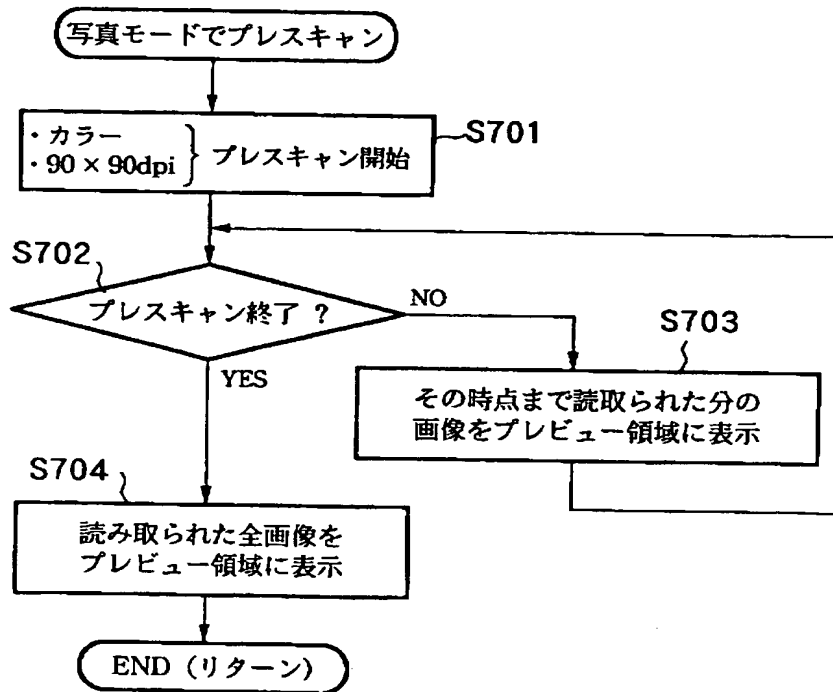 写真モードでプレスキャン
S701
・カラー
・90×90dpi
プレスキャン開始
S702
プレスキャン終了 ?
NO
YES
S703
その時点まで読取られた分の
画像をプレビュー領域に表示
S704
読み取られた全画像を
プレビュー領域に表示
END (リターン)